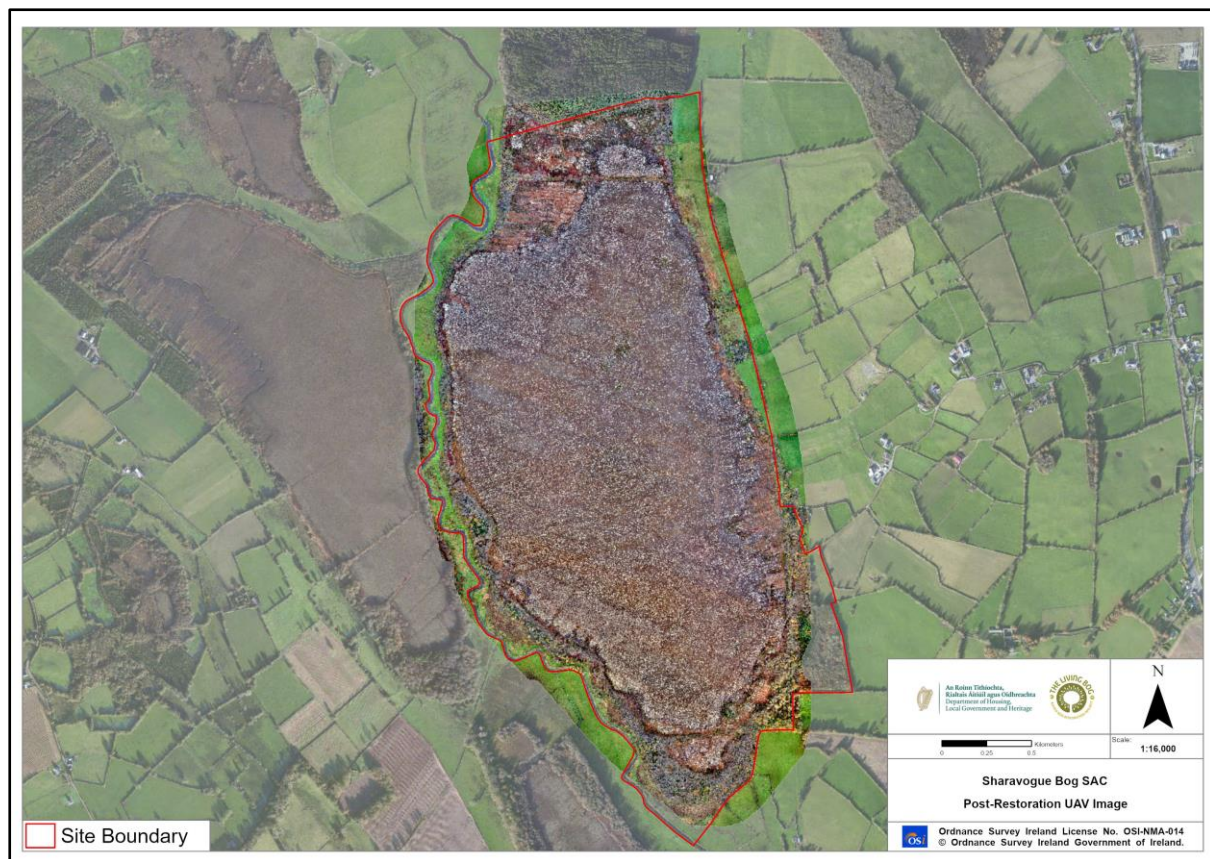 An Roinn Tithíochta,
Rialtais Áitiúil agus Oidhreachta
Department of Housing,
Local Government and Heritage
THE LIVING BOG
N
Kilometers
0 0.25 0.5
Scale:
1:16,000
Sharavogue Bog SAC
Post-Restoration UAV Image
Site Boundary
OSi
Ordnance Survey Ireland License No. OSI-NMA-014
© Ordnance Survey Ireland Government of Ireland.